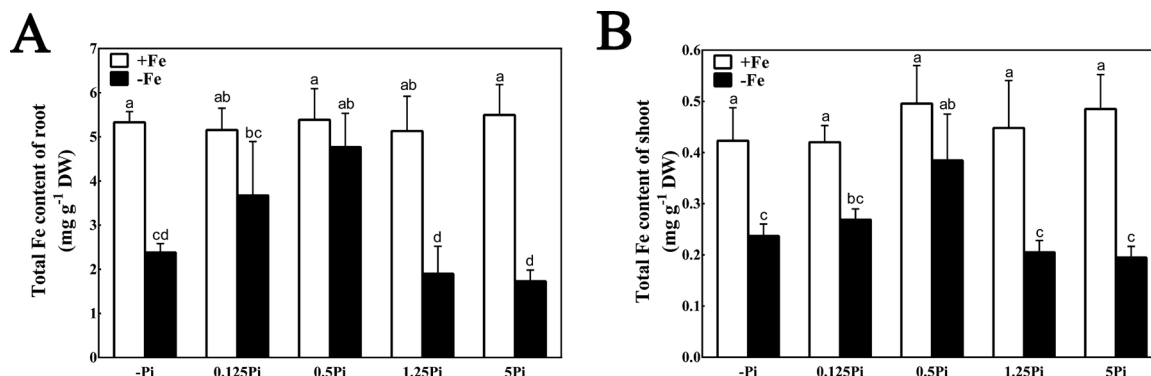 A
Total Fe content of root
(mg g⁻¹ DW)
7
6
5
4
3
2
1
0
+Fe
-Fe
a
cd
ab
bc
a
ab
ab
d
a
d
-Pi
0.125Pi
0.5Pi
1.25Pi
5Pi
B
Total Fe content of shoot
(mg g⁻¹ DW)
0.6
0.5
0.4
0.3
0.2
0.1
0.0
+Fe
-Fe
a
c
a
bc
a
ab
a
c
a
c
-Pi
0.125Pi
0.5Pi
1.25Pi
5Pi